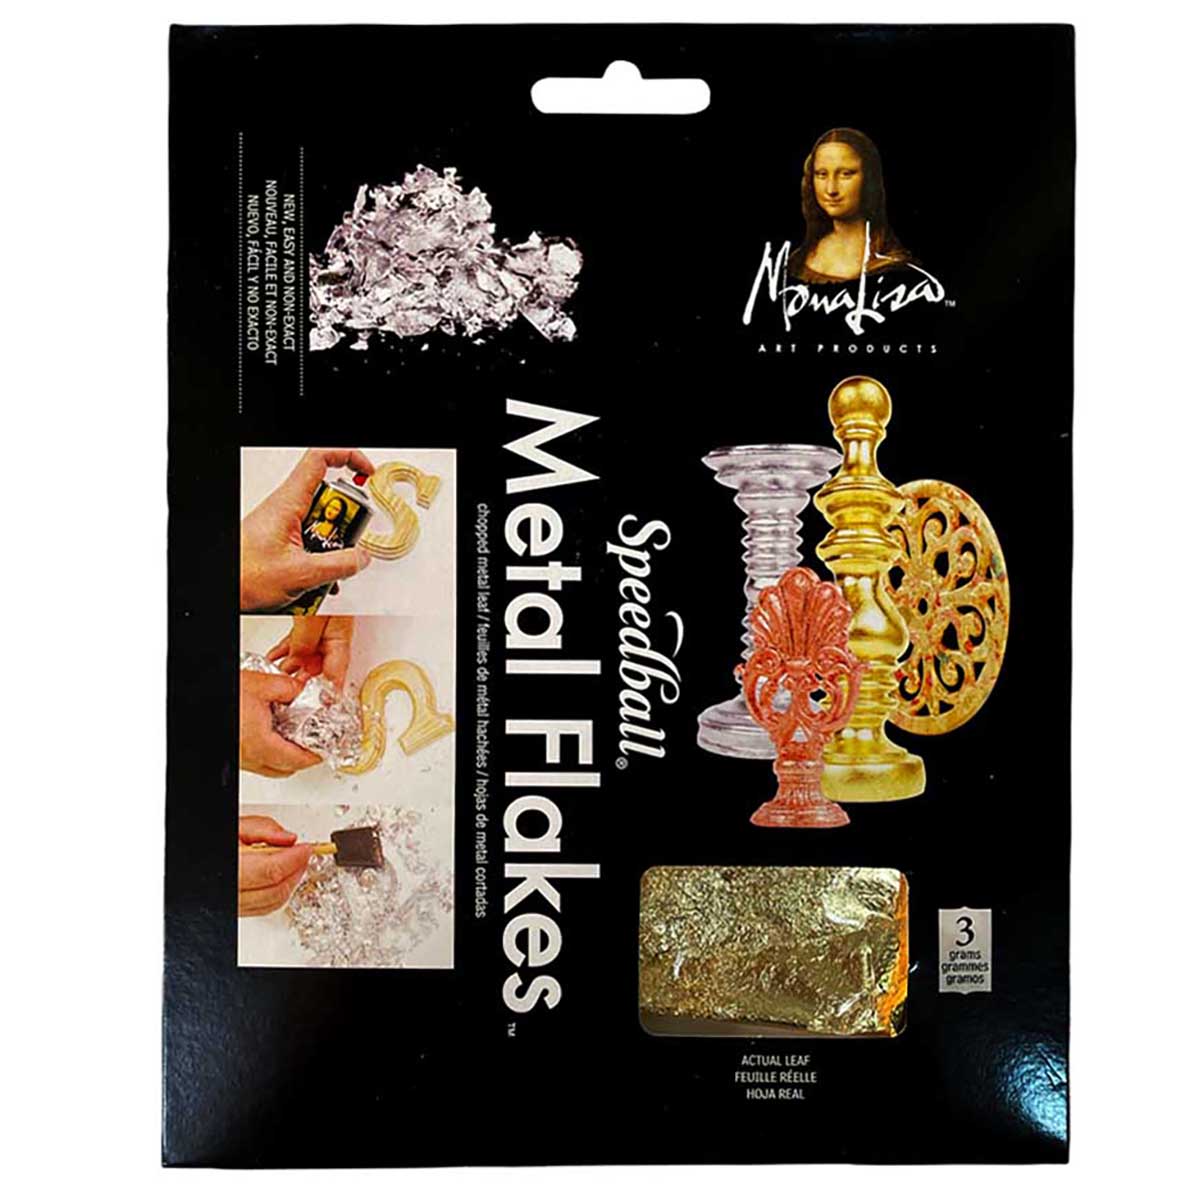 Mona Lisa™
ART PRODUCTS
NEW, EASY AND NON-EXACT
NOUVEAU, FACILE ET NON-EXACT
NUEVO, FÁCIL Y NO EXACTO
Speedball®
Metal Flakes™
chopped metal leaf / feuilles de métal hachées / hojas de metal cortadas
3
grams
grammes
gramos
ACTUAL LEAF
FEUILLE RÉELLE
HOJA REAL